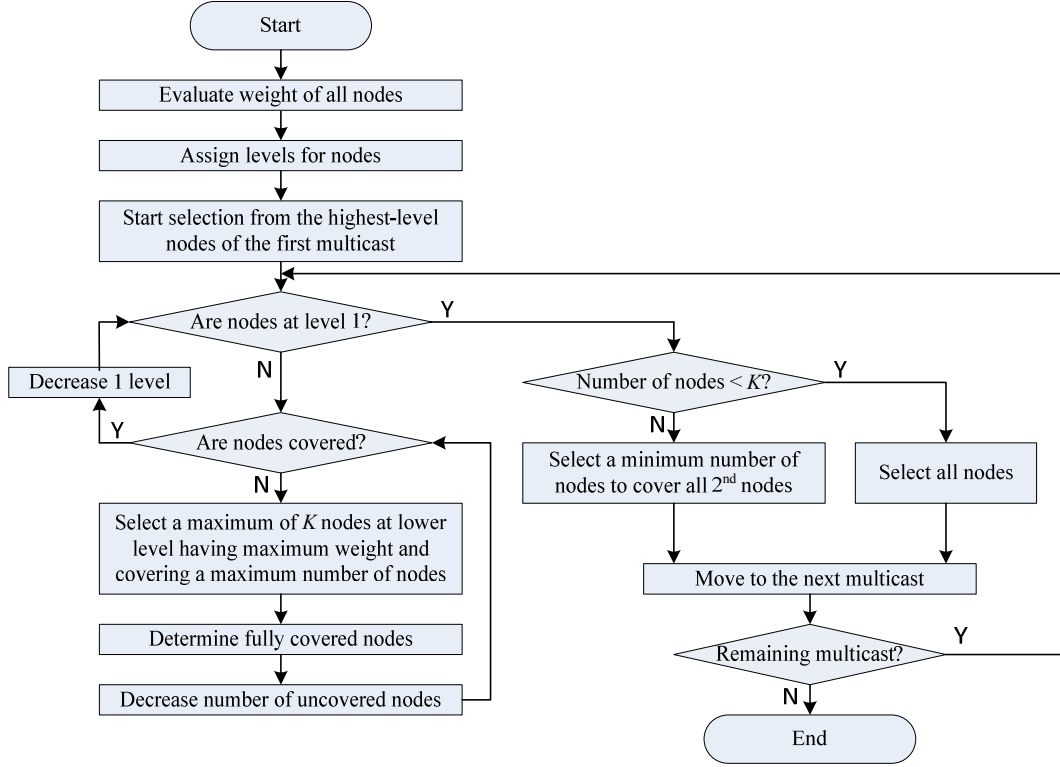 Start
Evaluate weight of all nodes
Assign levels for nodes
Start selection from the highest-level
nodes of the first multicast
Are nodes at level 1?
Y
N
Decrease 1 level
Y
Are nodes covered?
N
Select a maximum of K nodes at lower
level having maximum weight and
covering a maximum number of nodes
Determine fully covered nodes
Decrease number of uncovered nodes
Number of nodes < K?
Y
N
Select a minimum number of
nodes to cover all 2nd nodes
Select all nodes
Move to the next multicast
Remaining multicast?
Y
N
End